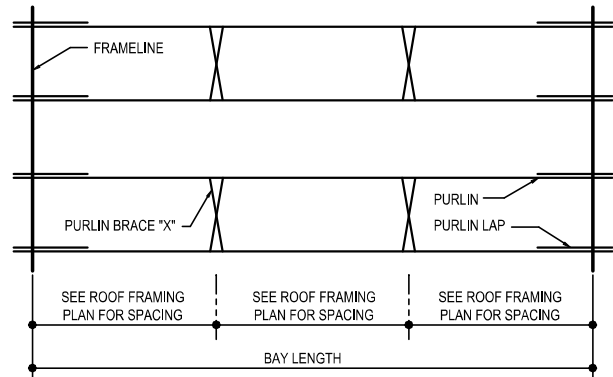 FRAMELINE
PURLIN
PURLIN BRACE "X"
PURLIN LAP
SEE ROOF FRAMING
PLAN FOR SPACING
SEE ROOF FRAMING
PLAN FOR SPACING
SEE ROOF FRAMING
PLAN FOR SPACING
BAY LENGTH